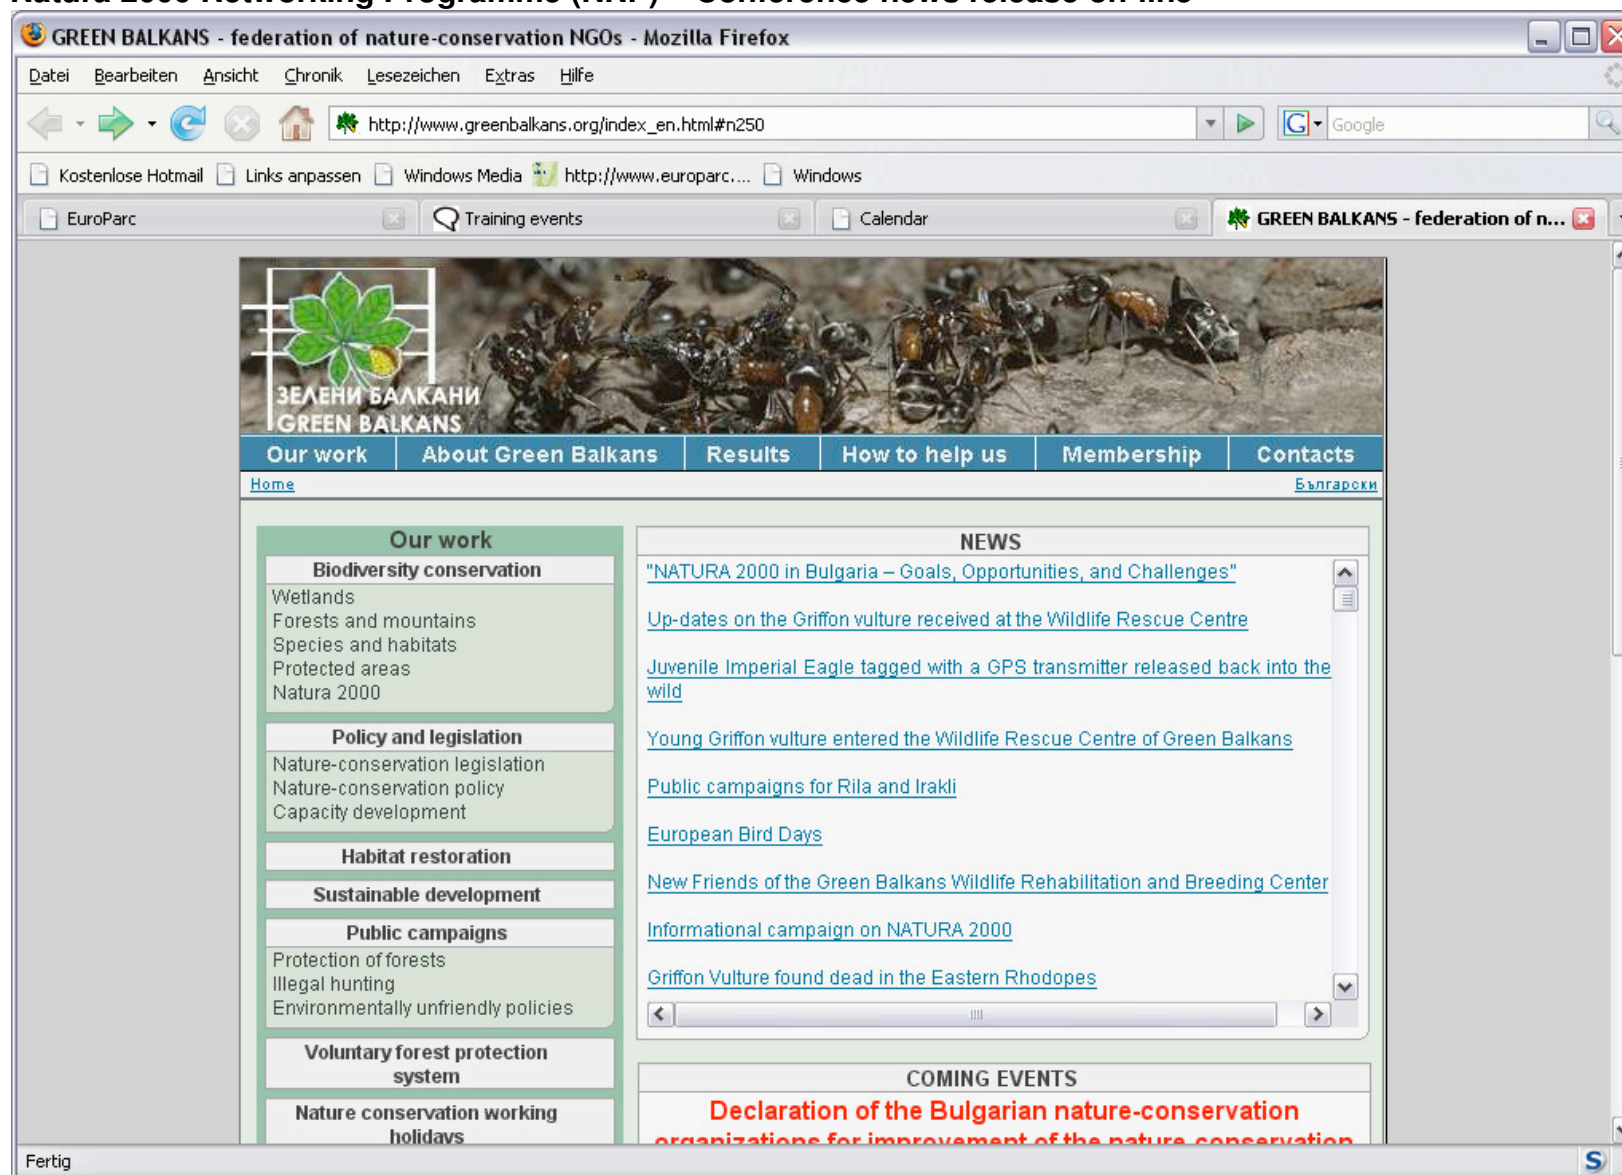 GREEN BALKANS - federation of nature-conservation NGOs - Mozilla Firefox
Datei Bearbeiten Ansicht Chronik Lesezeichen Extras Hilfe
http://www.greenbalkans.org/index_en.html#n250
G Google
Kostenlose Hotmail Links anpassen Windows Media http://www.europarc.... Windows
EuroParc Training events Calendar GREEN BALKANS - federation of n...
ЗЕЛЕНИ БАЛКАНИ
GREEN BALKANS
Our work About Green Balkans Results How to help us Membership Contacts
Home Български
Our work
Biodiversity conservation
Wetlands
Forests and mountains
Species and habitats
Protected areas
Natura 2000
Policy and legislation
Nature-conservation legislation
Nature-conservation policy
Capacity development
Habitat restoration
Sustainable development
Public campaigns
Protection of forests
Illegal hunting
Environmentally unfriendly policies
Voluntary forest protection
system
Nature conservation working
holidays
NEWS
"NATURA 2000 in Bulgaria – Goals, Opportunities, and Challenges"
Up-dates on the Griffon vulture received at the Wildlife Rescue Centre
Juvenile Imperial Eagle tagged with a GPS transmitter released back into the
wild
Young Griffon vulture entered the Wildlife Rescue Centre of Green Balkans
Public campaigns for Rila and Irakli
European Bird Days
New Friends of the Green Balkans Wildlife Rehabilitation and Breeding Center
Informational campaign on NATURA 2000
Griffon Vulture found dead in the Eastern Rhodopes
COMING EVENTS
Declaration of the Bulgarian nature-conservation
organizations for improvement of the nature conservation
Fertig
S